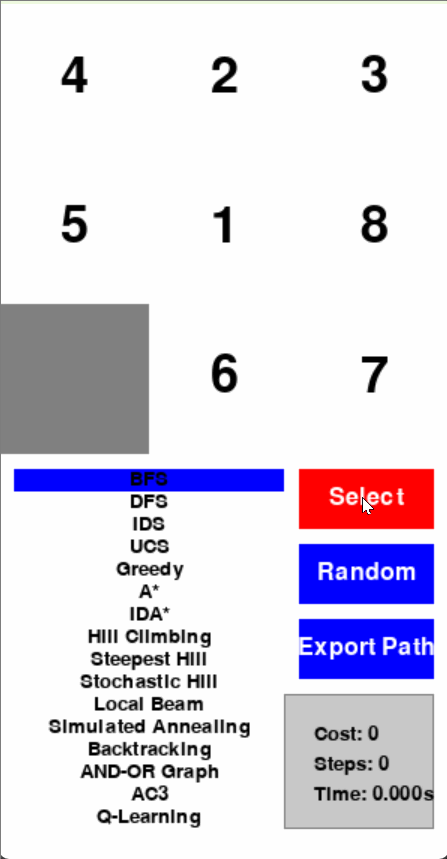 4 2 3
5 1 8
6 7
BFS
DFS
IDS
UCS
Greedy
A*
IDA*
Hill Climbing
Steepest Hill
Stochastic Hill
Local Beam
Simulated Annealing
Backtracking
AND-OR Graph
AC3
Q-Learning
Select
Random
Export Path
Cost: 0
Steps: 0
Time: 0.000s